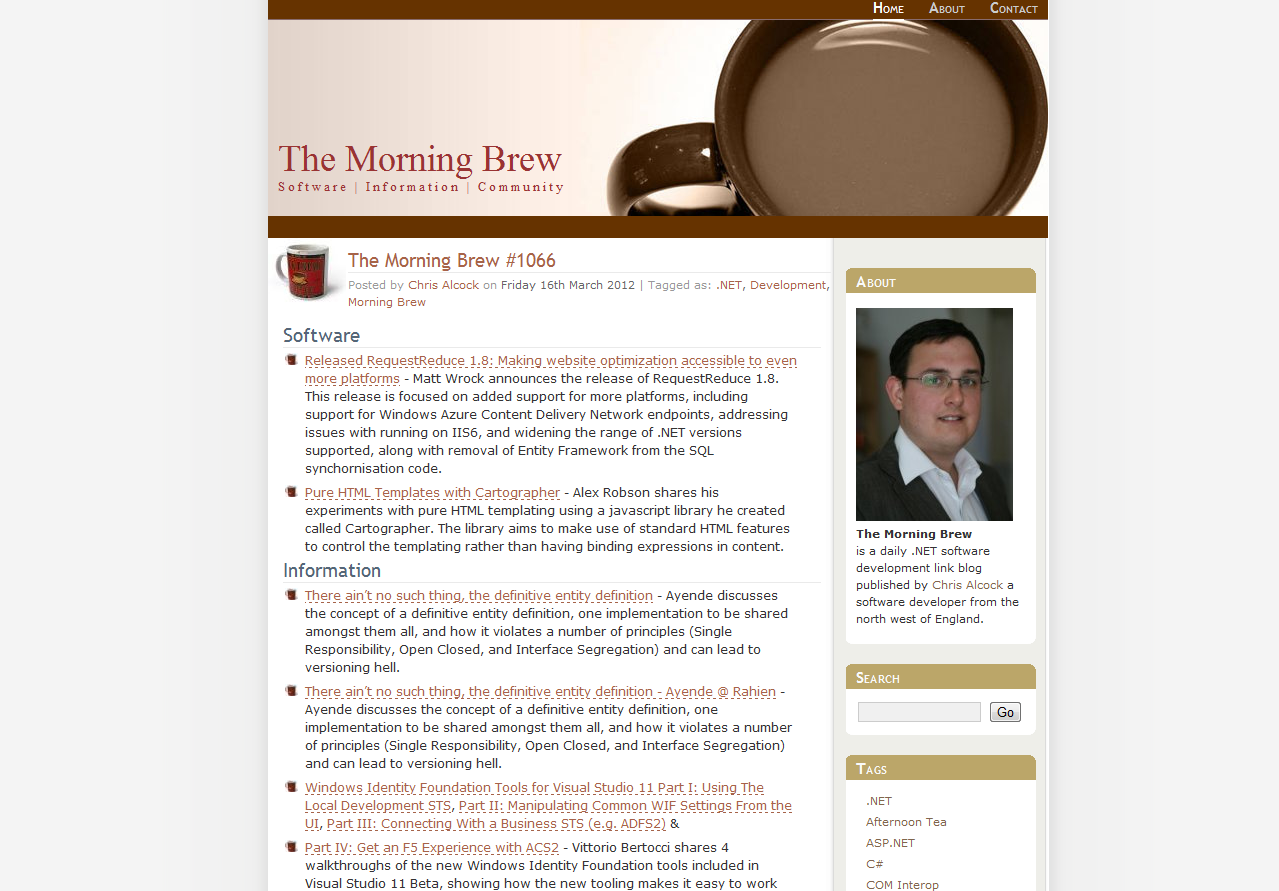 Home About Contact
The Morning Brew
Software | Information | Community
The Morning Brew #1066
Posted by Chris Alcock on Friday 16th March 2012 | Tagged as: .NET, Development,
Morning Brew
Software
Released RequestReduce 1.8: Making website optimization accessible to even
more platforms - Matt Wrock announces the release of RequestReduce 1.8.
This release is focused on added support for more platforms, including
support for Windows Azure Content Delivery Network endpoints, addressing
issues with running on IIS6, and widening the range of .NET versions
supported, along with removal of Entity Framework from the SQL
synchornisation code.
Pure HTML Templates with Cartographer - Alex Robson shares his
experiments with pure HTML templating using a javascript library he created
called Cartographer. The library aims to make use of standard HTML features
to control the templating rather than having binding expressions in content.
Information
There ain't no such thing, the definitive entity definition - Ayende discusses
the concept of a definitive entity definition, one implementation to be shared
amongst them all, and how it violates a number of principles (Single
Responsibility, Open Closed, and Interface Segregation) and can lead to
versioning hell.
There ain't no such thing, the definitive entity definition - Ayende @ Rahien -
Ayende discusses the concept of a definitive entity definition, one
implementation to be shared amongst them all, and how it violates a number
of principles (Single Responsibility, Open Closed, and Interface Segregation)
and can lead to versioning hell.
Windows Identity Foundation Tools for Visual Studio 11 Part I: Using The
Local Development STS, Part II: Manipulating Common WIF Settings From the
UI, Part III: Connecting With a Business STS (e.g. ADFS2) &
Part IV: Get an F5 Experience with ACS2 - Vittorio Bertocci shares 4
walkthroughs of the new Windows Identity Foundation tools included in
Visual Studio 11 Beta, showing how the new tooling makes it easy to work
About
The Morning Brew
is a daily .NET software
development link blog
published by Chris Alcock a
software developer from the
north west of England.
Search
Go
Tags
.NET
Afternoon Tea
ASP.NET
C#
COM Interop